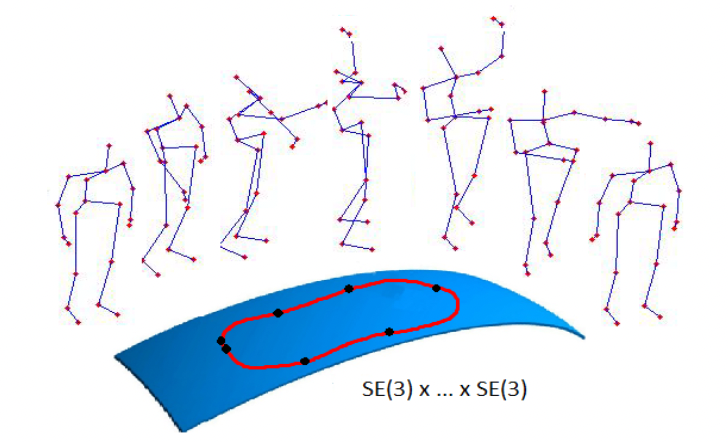 SE(3) x ... x SE(3)